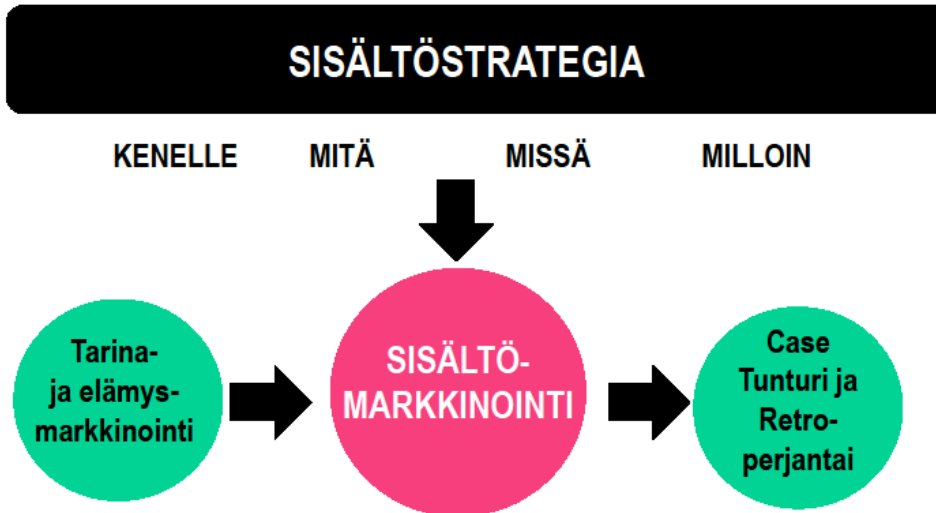 SISÄLTÖSTRATEGIA
KENELLE MITÄ MISSÄ MILLOIN
Tarina-
ja elämys-
markkinointi
SISÄLTÖ-
MARKKINOINTI
Case
Tunturi ja
Retro-
perjantai